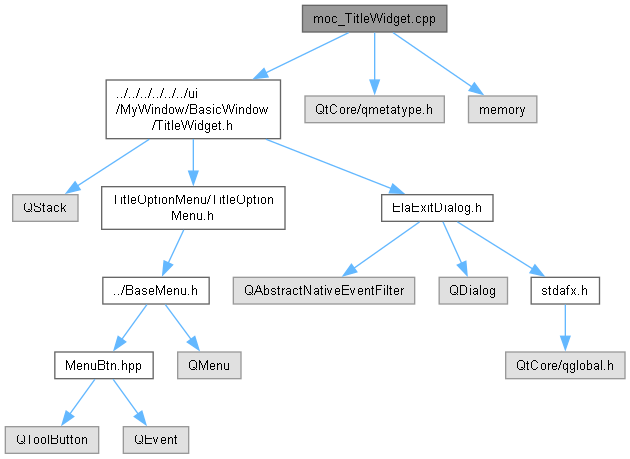 moc_TitleWidget.cpp
../../../../../../ui
/MyWindow/BasicWindow
/TitleWidget.h
QtCore/qmetatype.h
memory
QStack
TitleOptionMenu/TitleOption
Menu.h
ElaExitDialog.h
../BaseMenu.h
QAbstractNativeEventFilter
QDialog
stdafx.h
MenuBtn.hpp
QMenu
QtCore/qglobal.h
QToolButton
QEvent